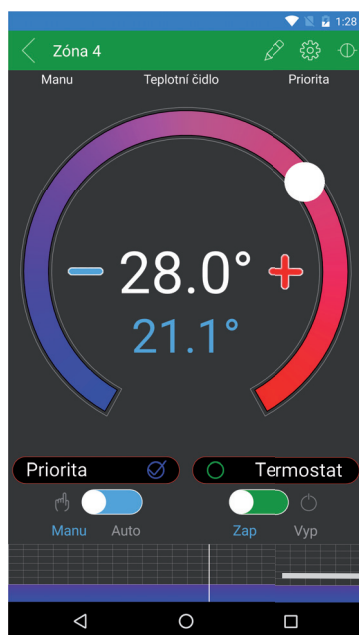 1:28
Zóna 4
Manu Teplotní čidlo Priorita
28.0°
21.1°
Priorita Termostat
Manu Auto Zap Vyp